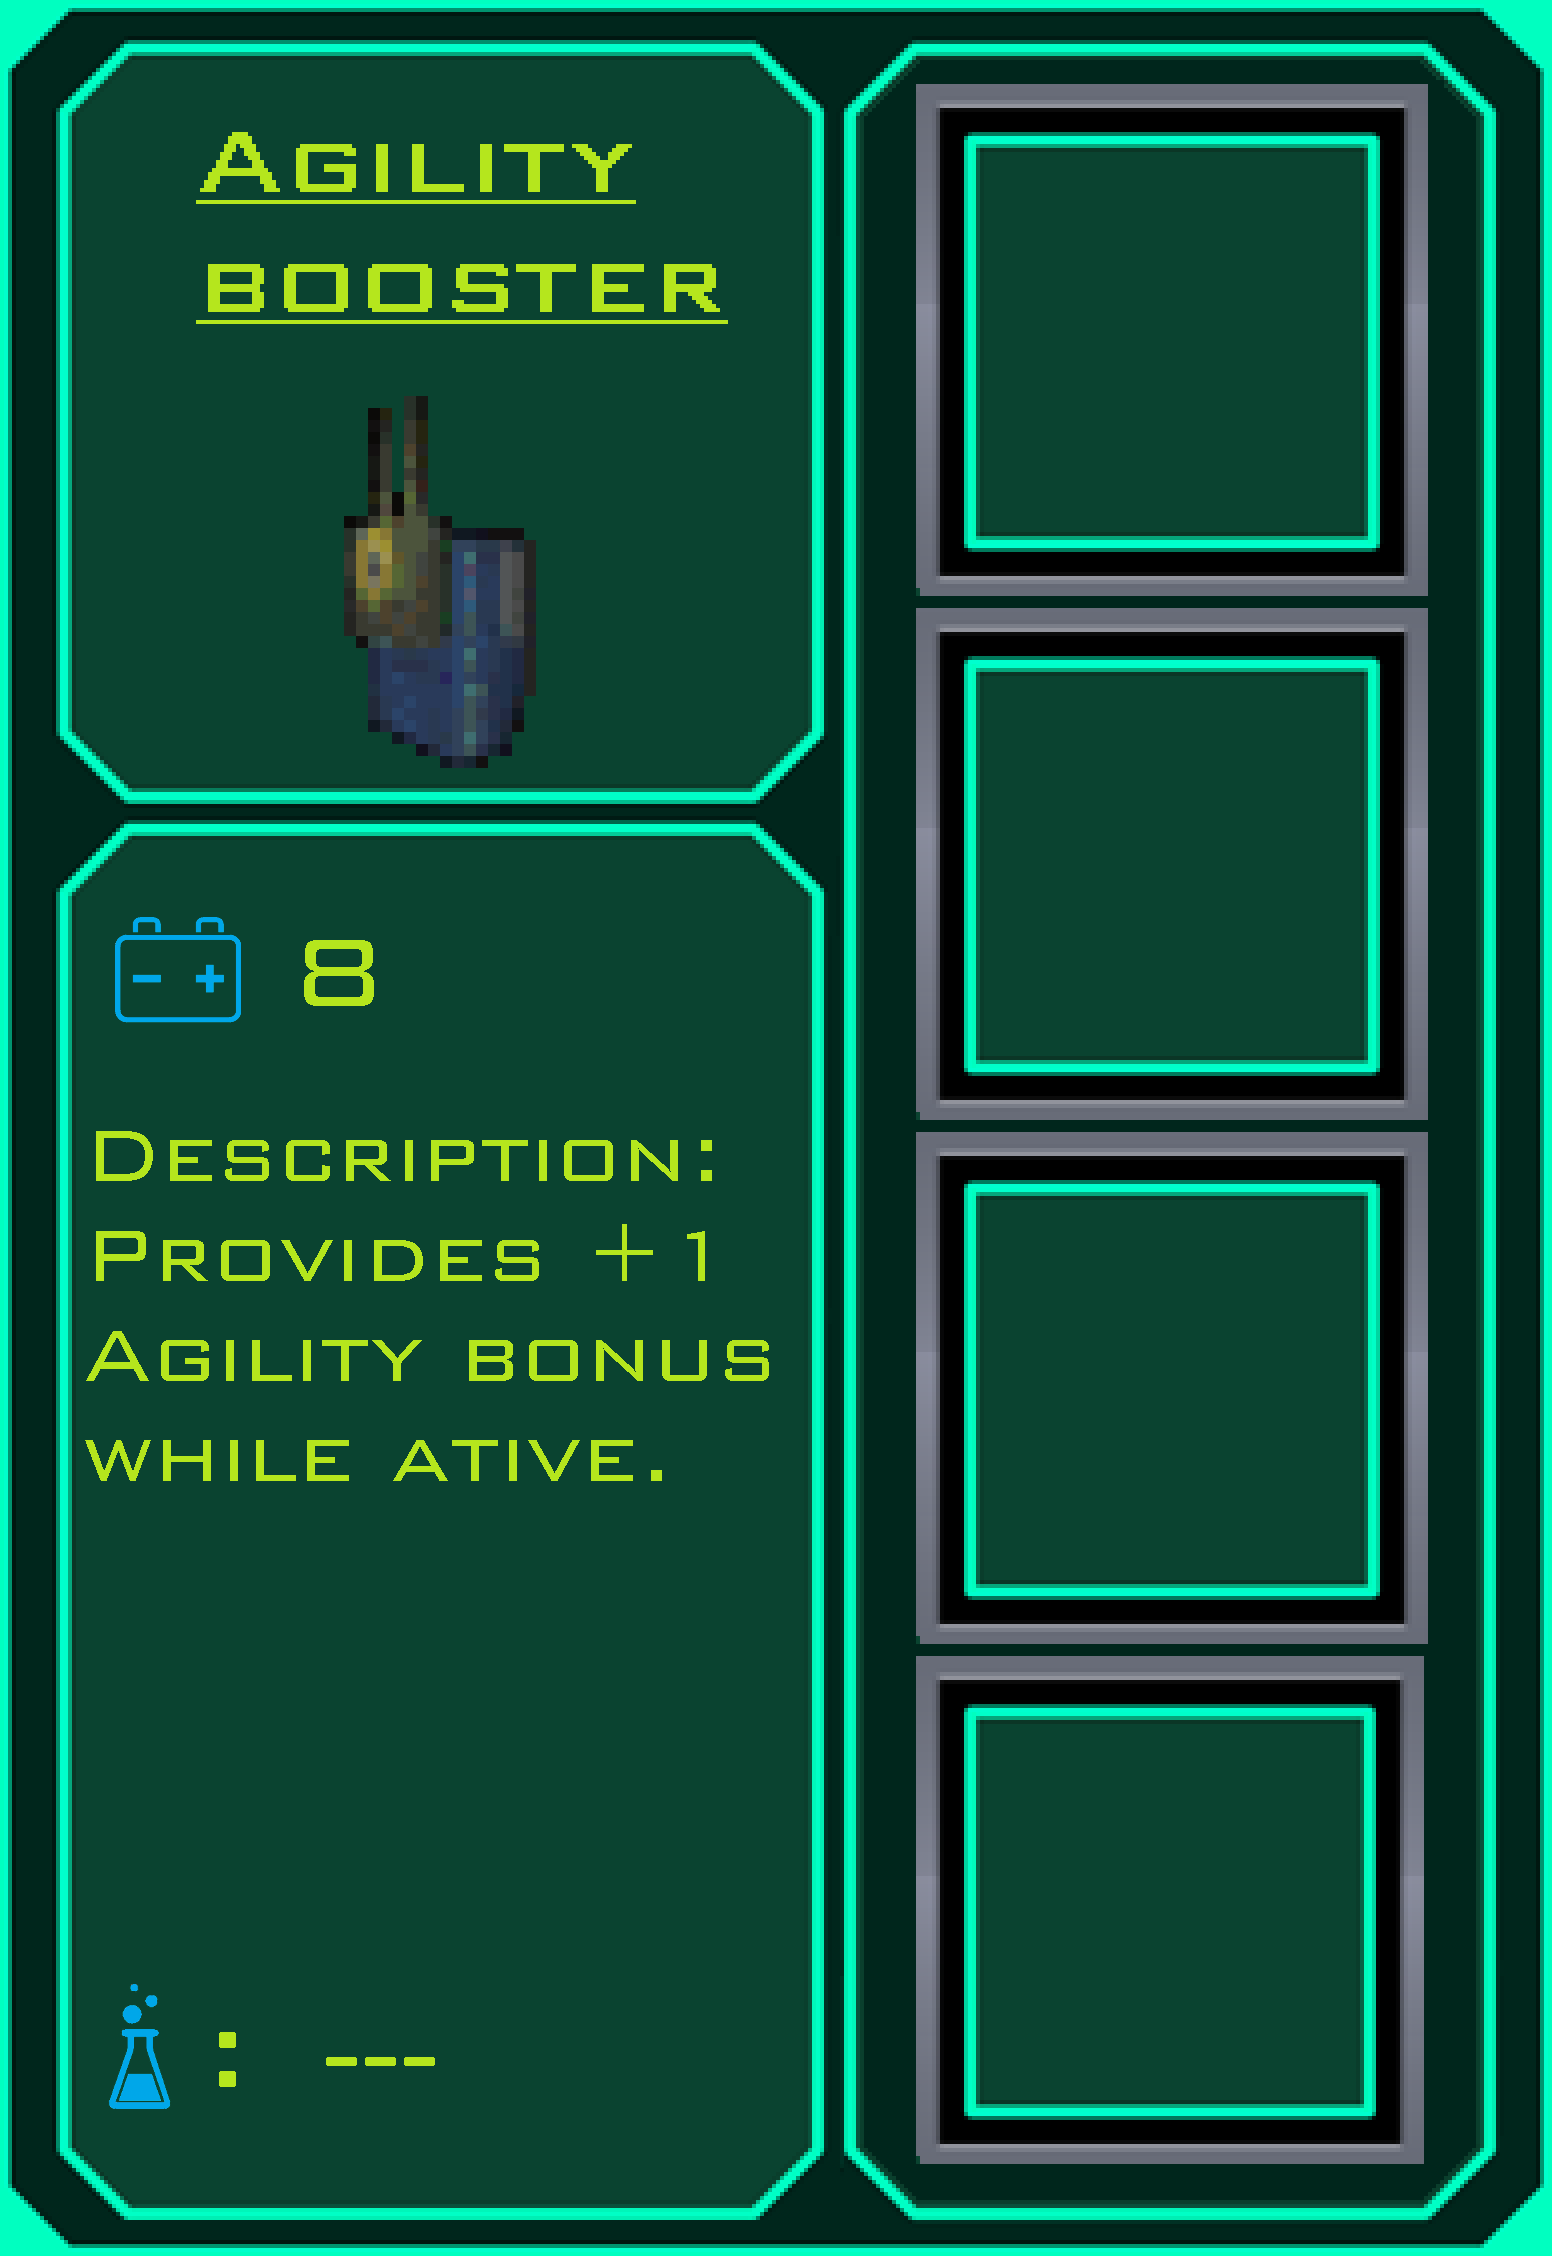 Agility
booster
8
Description:
Provides +1
Agility bonus
while ative.
: ---